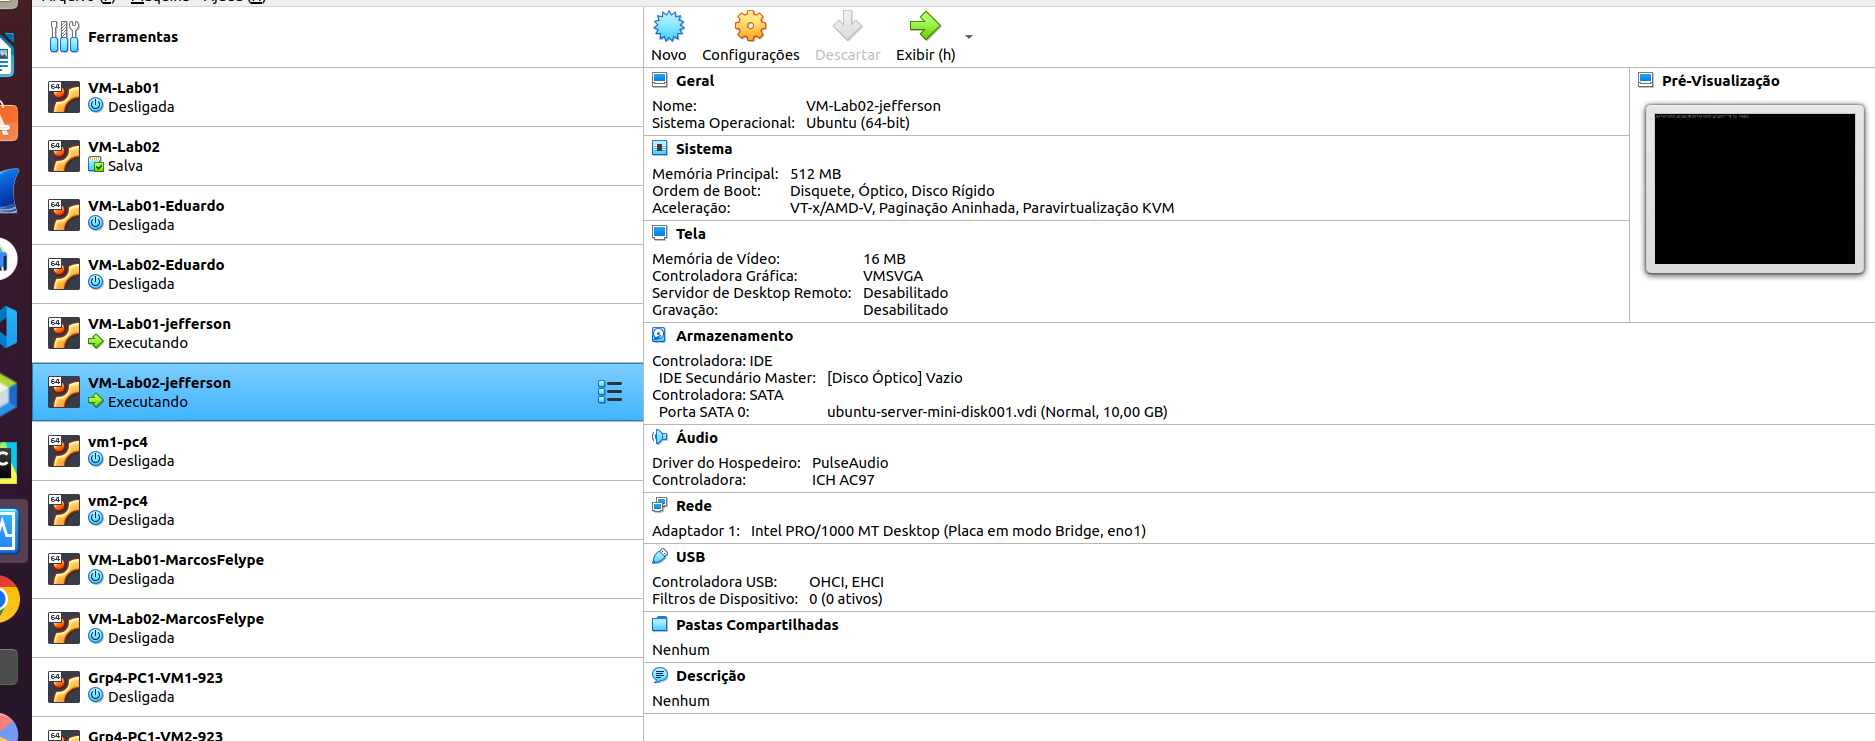 Ferramentas
VM-Lab01
Desligada
VM-Lab02
Salva
VM-Lab01-Eduardo
Desligada
VM-Lab02-Eduardo
Desligada
VM-Lab01-jefferson
Executando
VM-Lab02-jefferson
Executando
vm1-pc4
Desligada
vm2-pc4
Desligada
VM-Lab01-MarcosFelype
Desligada
VM-Lab02-MarcosFelype
Desligada
Grp4-PC1-VM1-923
Desligada
Grp4-PC1-VM2-923
Novo Configurações Descartar Exibir (h)
Geral
Nome: VM-Lab02-jefferson
Sistema Operacional: Ubuntu (64-bit)
Sistema
Memória Principal: 512 MB
Ordem de Boot: Disquete, Óptico, Disco Rígido
Aceleração: VT-x/AMD-V, Paginação Aninhada, Paravirtualização KVM
Tela
Memória de Vídeo: 16 MB
Controladora Gráfica: VMSVGA
Servidor de Desktop Remoto: Desabilitado
Gravação: Desabilitado
Armazenamento
Controladora: IDE
IDE Secundário Master: [Disco Óptico] Vazio
Controladora: SATA
Porta SATA 0: ubuntu-server-mini-disk001.vdi (Normal, 10,00 GB)
Áudio
Driver do Hospedeiro: PulseAudio
Controladora: ICH AC97
Rede
Adaptador 1: Intel PRO/1000 MT Desktop (Placa em modo Bridge, eno1)
USB
Controladora USB: OHCI, EHCI
Filtros de Dispositivo: 0 (0 ativos)
Pastas Compartilhadas
Nenhum
Descrição
Nenhum
Pré-Visualização